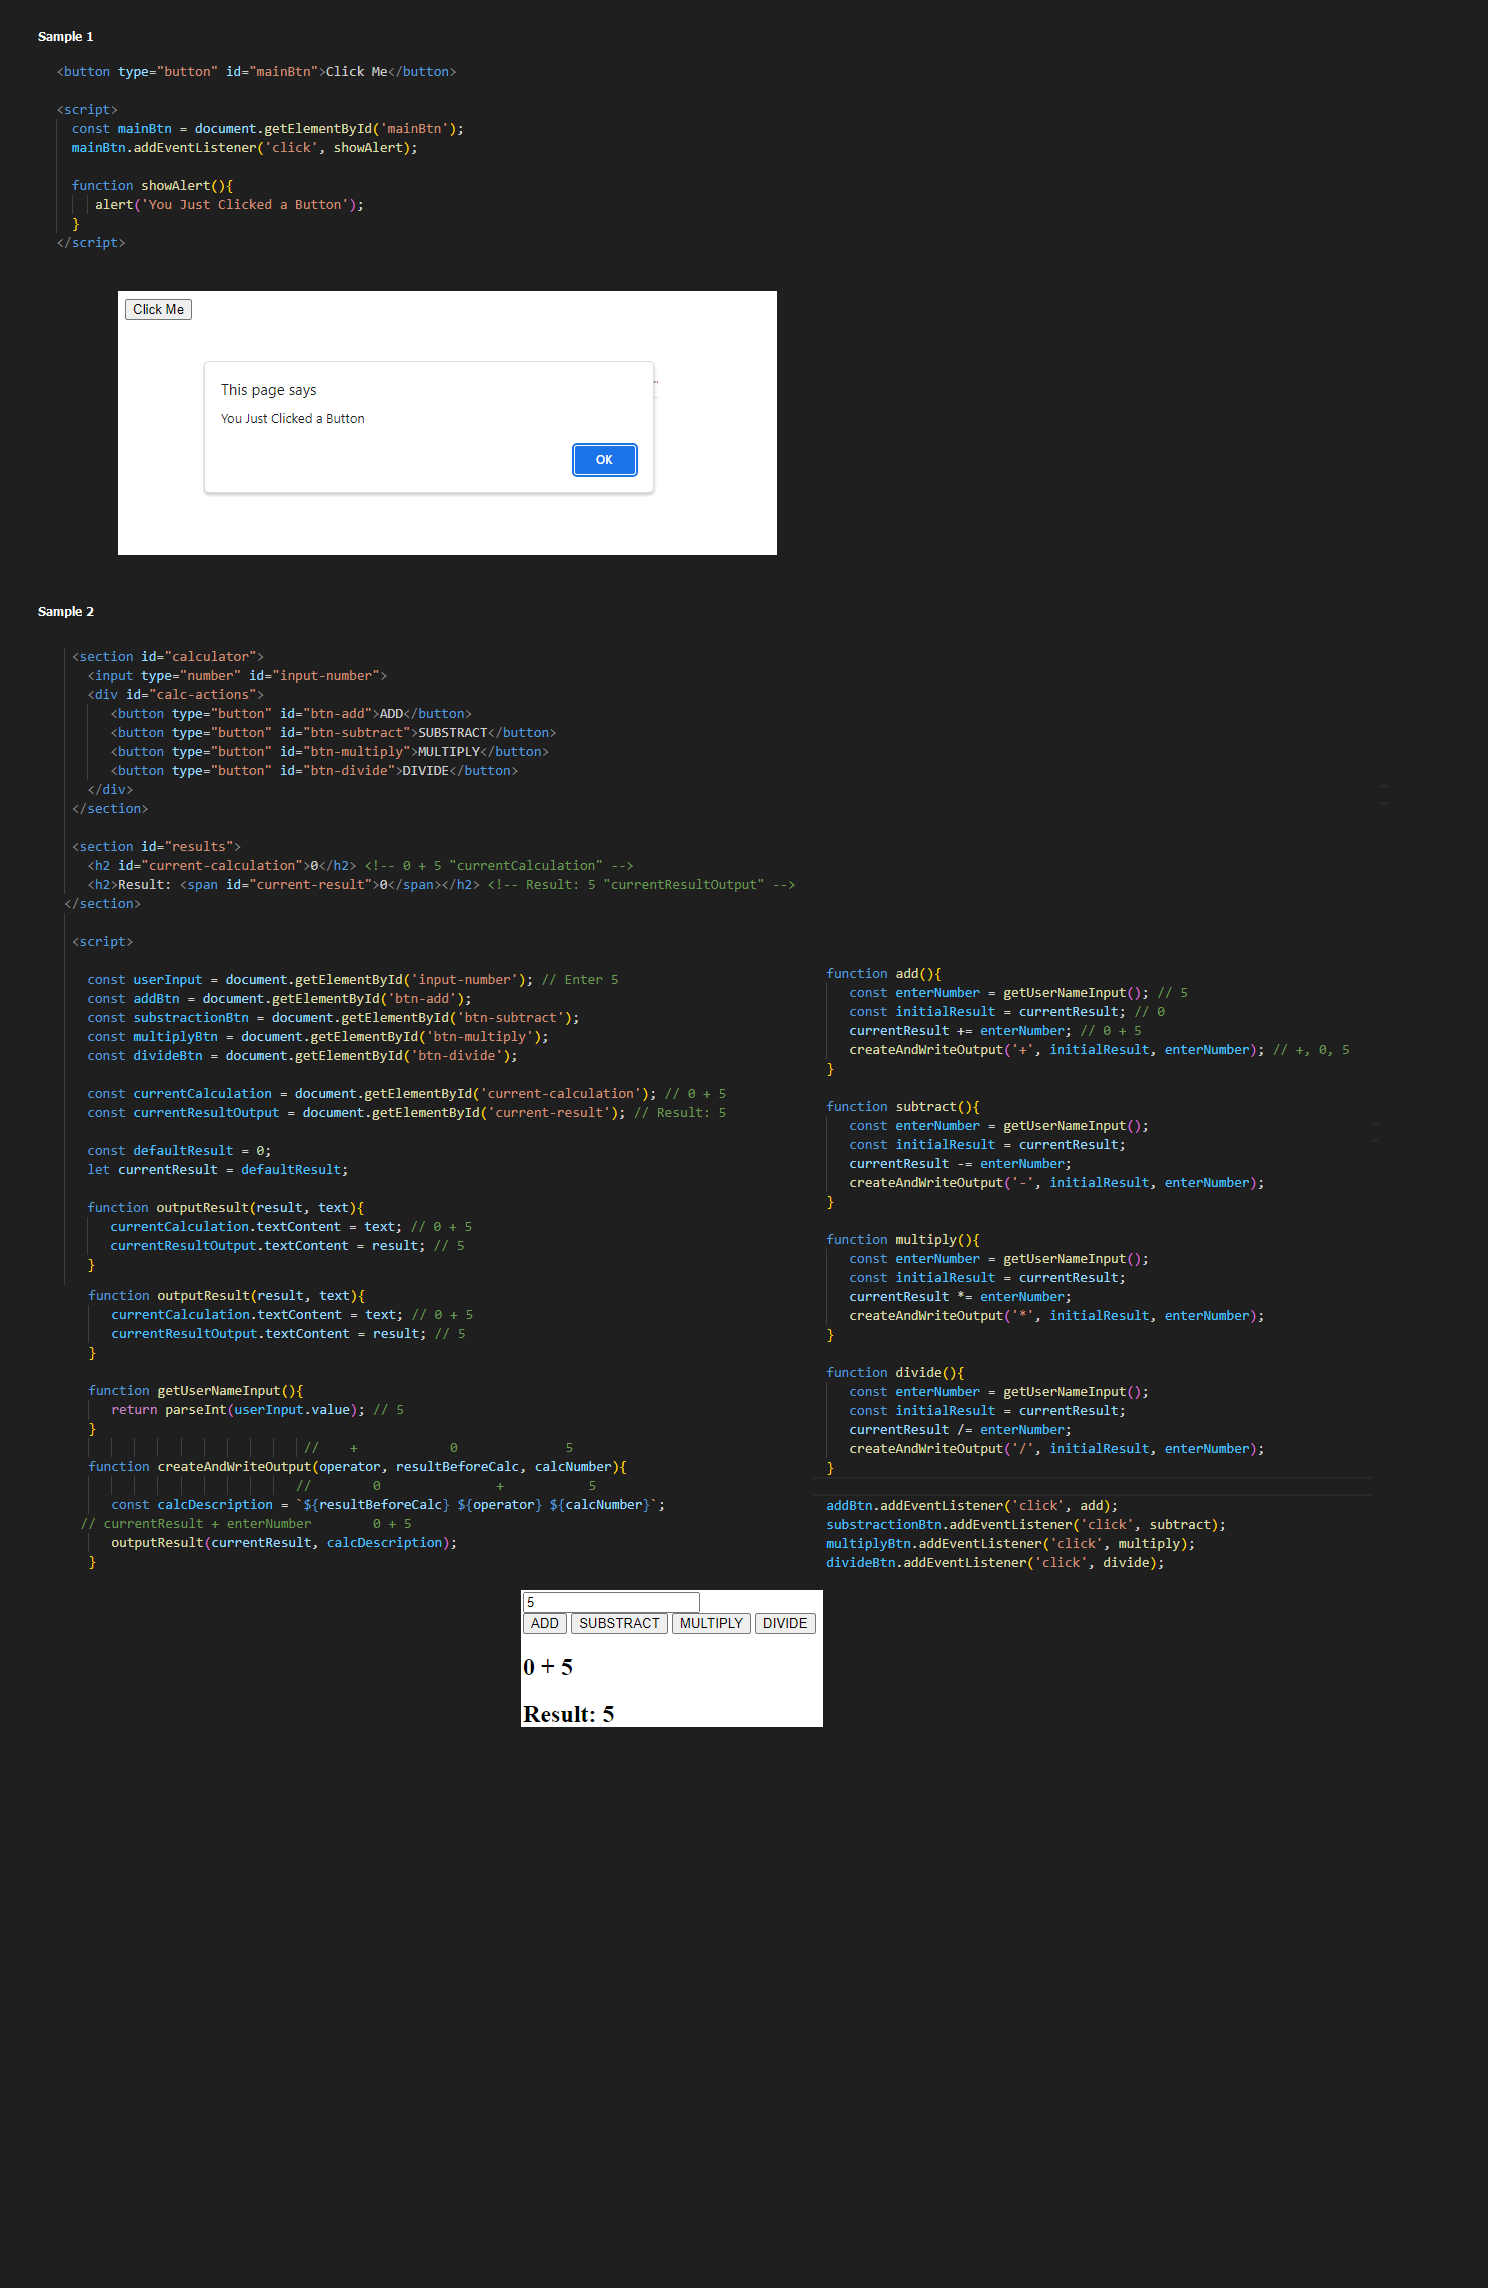 Sample 1
<button type="button" id="mainBtn">Click Me</button>
<script>
const mainBtn = document.getElementById('mainBtn');
mainBtn.addEventListener('click', showAlert);
function showAlert(){
alert('You Just Clicked a Button');
}
</script>
Click Me
This page says
You Just Clicked a Button
OK
Sample 2
<section id="calculator">
<input type="number" id="input-number">
<div id="calc-actions">
<button type="button" id="btn-add">ADD</button>
<button type="button" id="btn-subtract">SUBSTRACT</button>
<button type="button" id="btn-multiply">MULTIPLY</button>
<button type="button" id="btn-divide">DIVIDE</button>
</div>
</section>
<section id="results">
<h2 id="current-calculation">0</h2> <!-- 0 + 5 "currentCalculation" -->
<h2>Result: <span id="current-result">0</span></h2> <!-- Result: 5 "currentResultOutput" -->
</section>
<script>
const userInput = document.getElementById('input-number'); // Enter 5
const addBtn = document.getElementById('btn-add');
const substractionBtn = document.getElementById('btn-subtract');
const multiplyBtn = document.getElementById('btn-multiply');
const divideBtn = document.getElementById('btn-divide');
const currentCalculation = document.getElementById('current-calculation'); // 0 + 5
const currentResultOutput = document.getElementById('current-result'); // Result: 5
const defaultResult = 0;
let currentResult = defaultResult;
function outputResult(result, text){
currentCalculation.textContent = text; // 0 + 5
currentResultOutput.textContent = result; // 5
}
function outputResult(result, text){
currentCalculation.textContent = text; // 0 + 5
currentResultOutput.textContent = result; // 5
}
function getUserNameInput(){
return parseInt(userInput.value); // 5
}
// + 0 5
function createAndWriteOutput(operator, resultBeforeCalc, calcNumber){
// 0 + 5
const calcDescription = `${resultBeforeCalc} ${operator} ${calcNumber}`;
// currentResult + enterNumber 0 + 5
outputResult(currentResult, calcDescription);
}
function add(){
const enterNumber = getUserNameInput(); // 5
const initialResult = currentResult; // 0
currentResult += enterNumber; // 0 + 5
createAndWriteOutput('+', initialResult, enterNumber); // +, 0, 5
}
function subtract(){
const enterNumber = getUserNameInput();
const initialResult = currentResult;
currentResult -= enterNumber;
createAndWriteOutput('-', initialResult, enterNumber);
}
function multiply(){
const enterNumber = getUserNameInput();
const initialResult = currentResult;
currentResult *= enterNumber;
createAndWriteOutput('*', initialResult, enterNumber);
}
function divide(){
const enterNumber = getUserNameInput();
const initialResult = currentResult;
currentResult /= enterNumber;
createAndWriteOutput('/', initialResult, enterNumber);
}
addBtn.addEventListener('click', add);
substractionBtn.addEventListener('click', subtract);
multiplyBtn.addEventListener('click', multiply);
divideBtn.addEventListener('click', divide);
5
ADD SUBSTRACT MULTIPLY DIVIDE
0 + 5
Result: 5